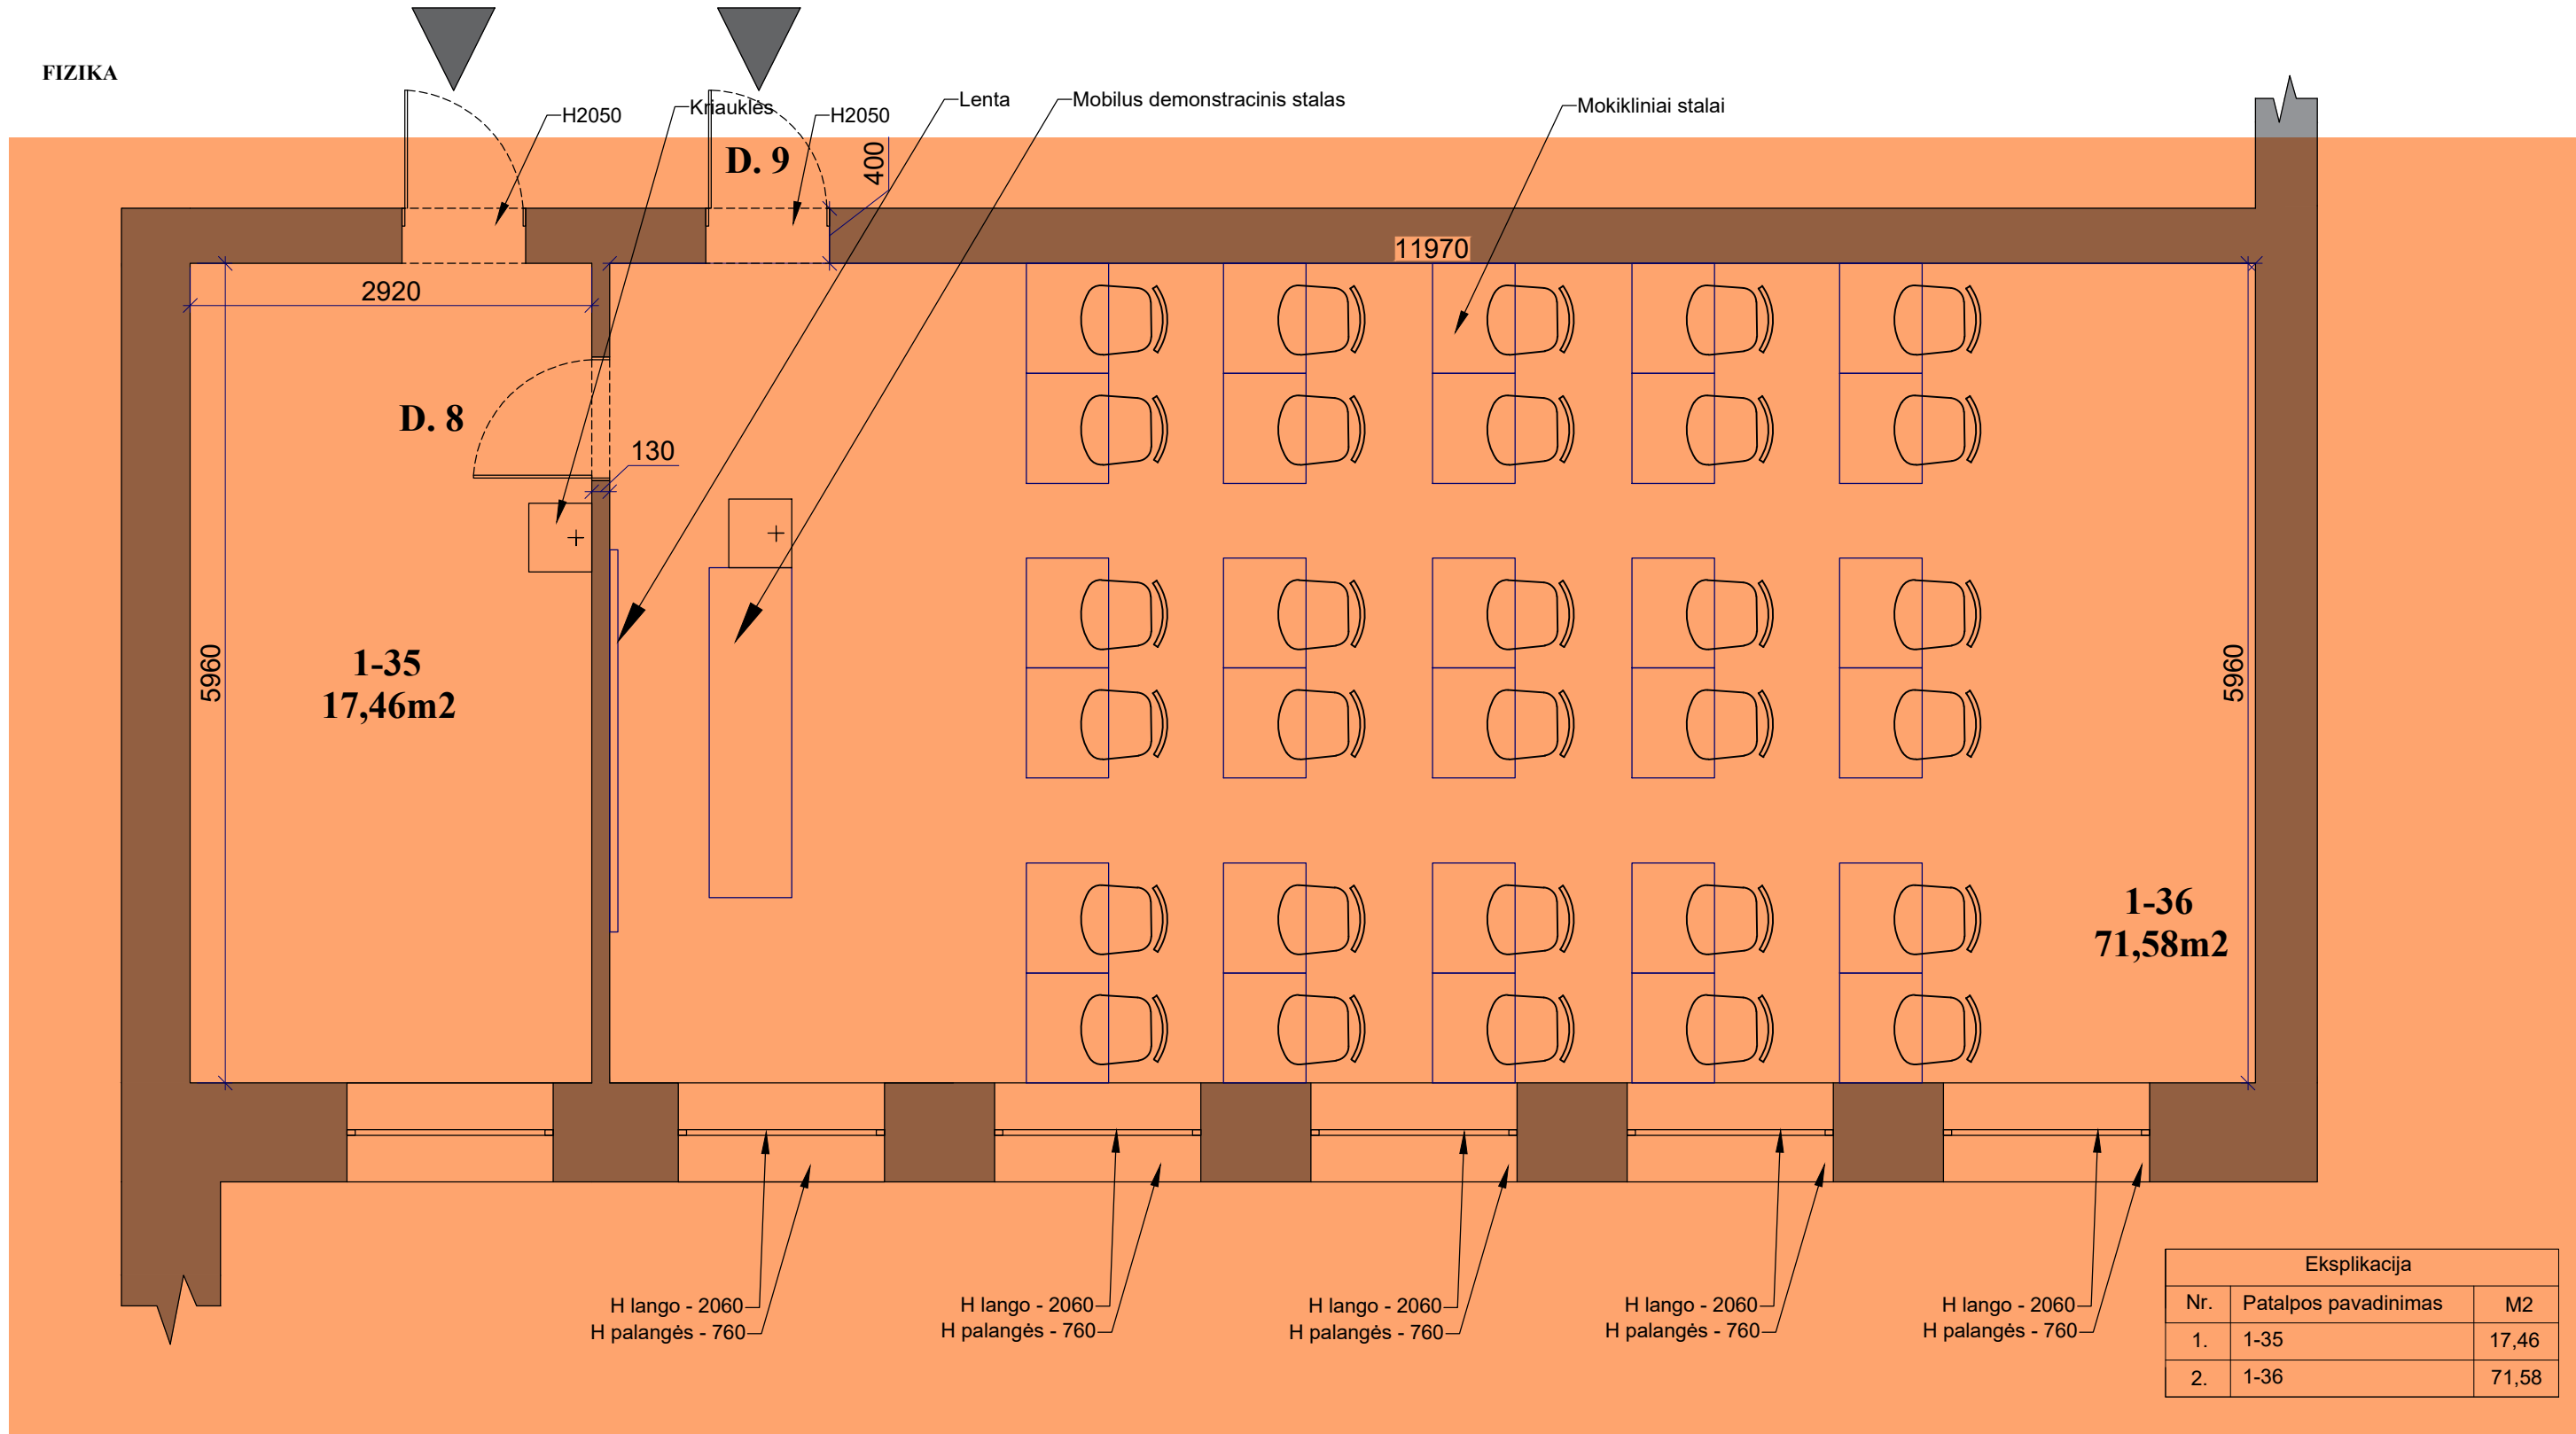 FIZIKA
H2050
Kriauklės
H2050
Lenta
Mobilus demonstracinis stalas
Mokikliniai stalai
D. 9
400
11970
2920
D. 8
130
5960
1-35
17,46m2
5960
1-36
71,58m2
H lango - 2060
H palangės - 760
H lango - 2060
H palangės - 760
H lango - 2060
H palangės - 760
H lango - 2060
H palangės - 760
H lango - 2060
H palangės - 760
Eksplikacija
Nr. Patalpos pavadinimas M2
1. 1-35 17,46
2. 1-36 71,58